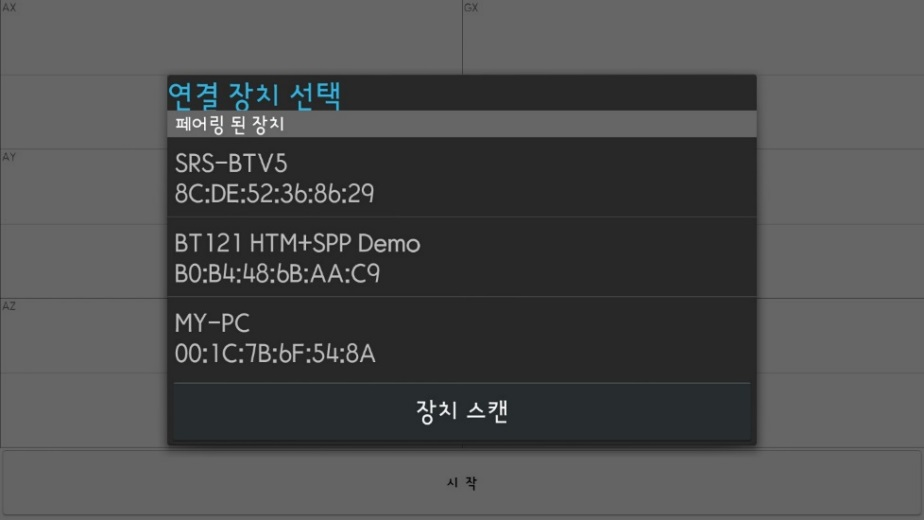 AX
GX
연결 장치 선택
페어링 된 장치
SRS-BTV5
8C:DE:52:36:86:29
AY
BT121 HTM+SPP Demo
B0:B4:48:6B:AA:C9
AZ
MY-PC
00:1C:7B:6F:54:8A
장치 스캔
시 작